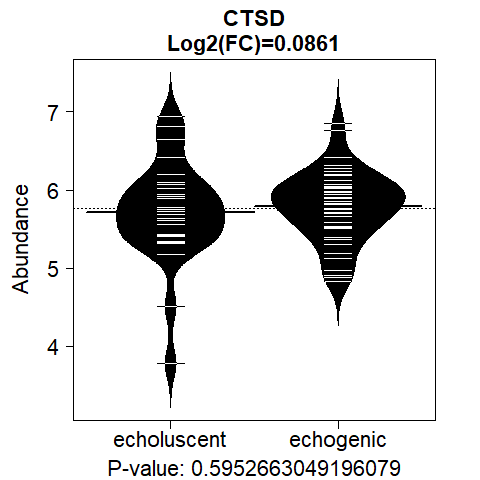 CTSD
Log2(FC)=0.0861
Abundance
7
6
5
4
echoluscent echogenic
P-value: 0.5952663049196079